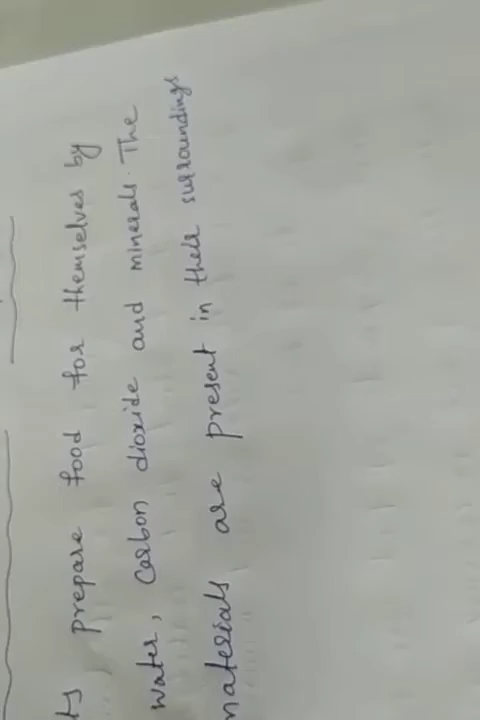 prepare food for themselves by
water, carbon dioxide and minerals. The
materials are present in their surroundings